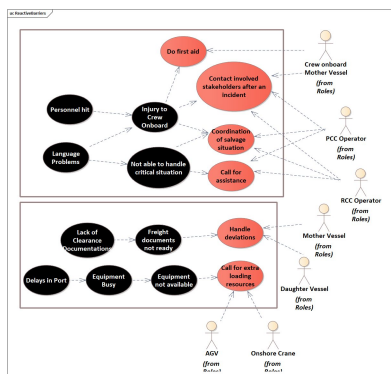 uc ReactiveBarriers
Do first aid
Crew onboard
Mother Vessel
(from
Roles)
Contact involved
stakeholders after an
incident
Personnel hit
Injury to
Crew
Onboard
Coordination
of salvage
situation
PCC Operator
(from
Roles)
Language
Problems
Not able to handle
critical situation
Call for
assistance
RCC Operator
(from
Roles)
Lack of
Clearance
Documentations
Freight
documents
not ready
Handle
deviations
Mother Vessel
(from
Roles)
Delays in Port
Equipment
Busy
Equipment
not available
Call for extra
loading
resources
Daughter Vessel
(from
Roles)
AGV
(from
Roles)
Onshore Crane
(from
Roles)